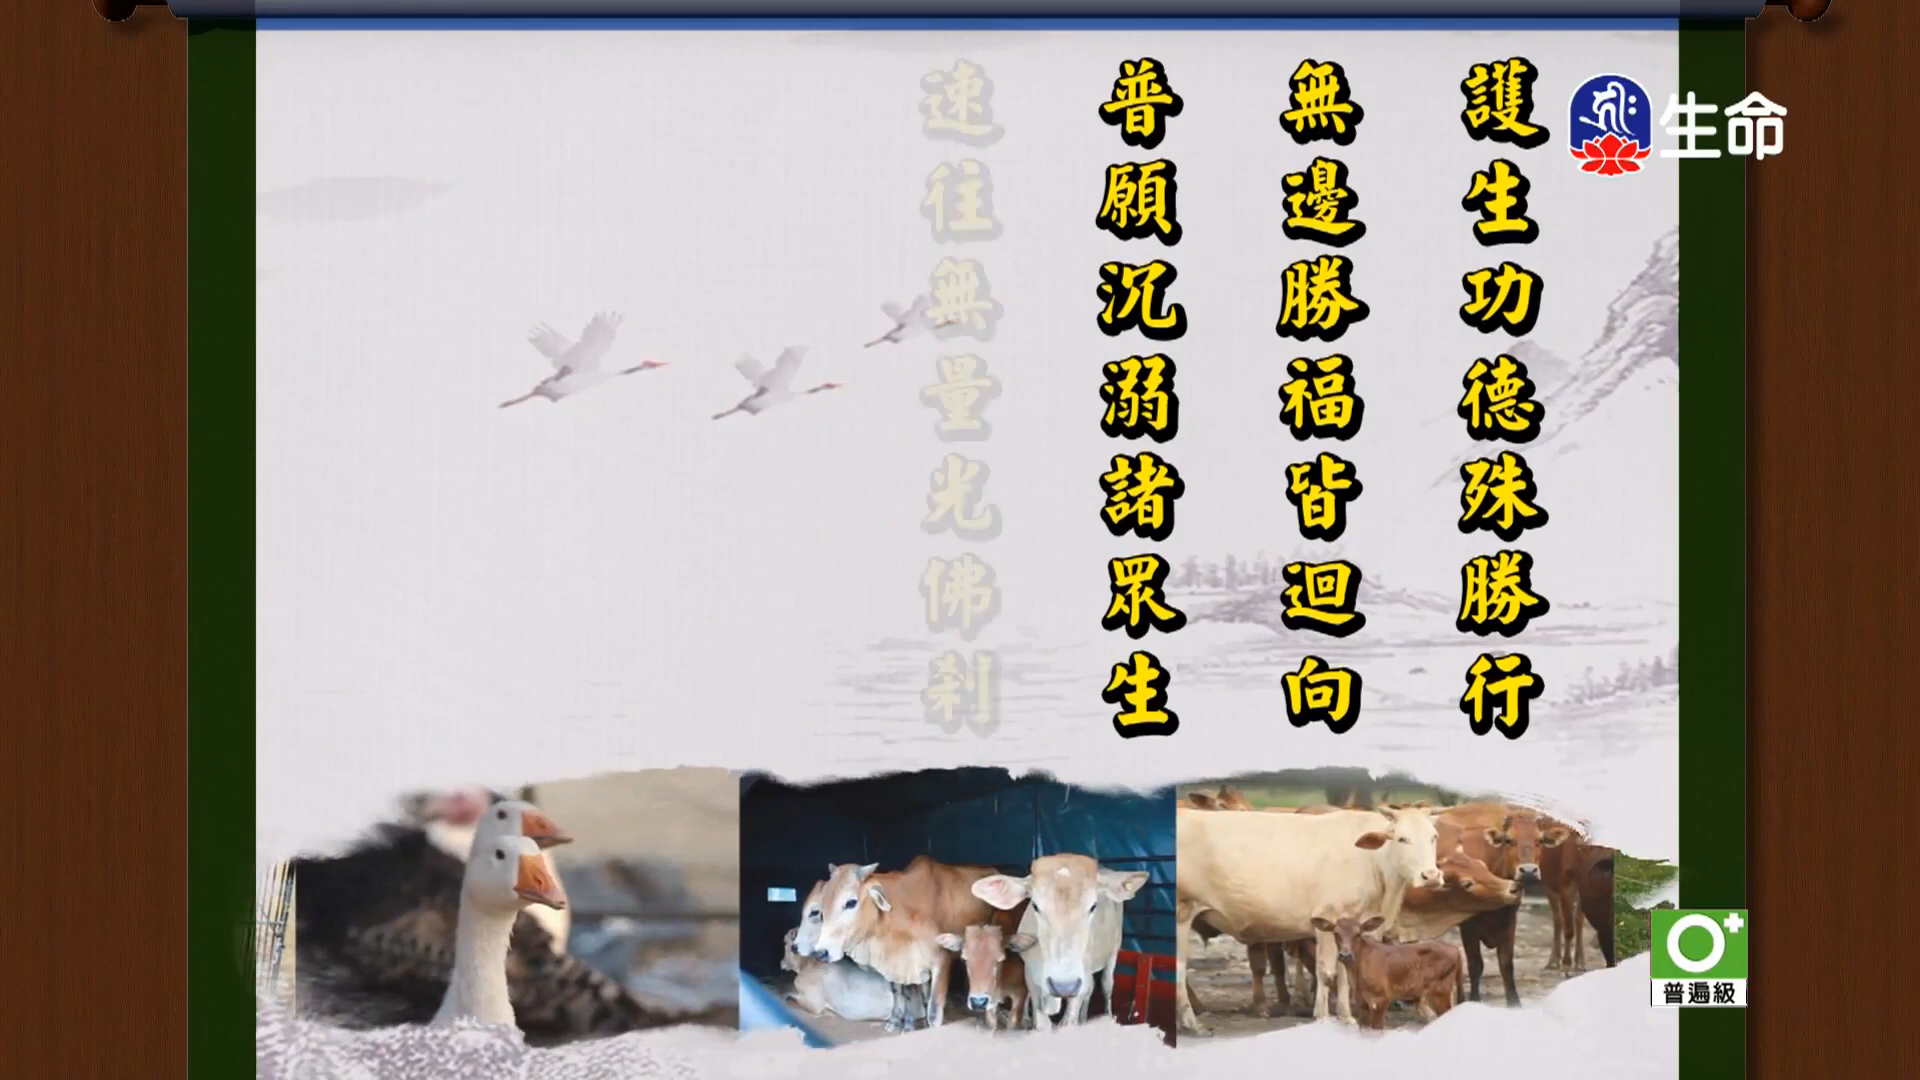 護生功德殊勝行
無邊勝福皆迴向
普願沉溺諸眾生
速往無量光佛剎
生命
普遍級